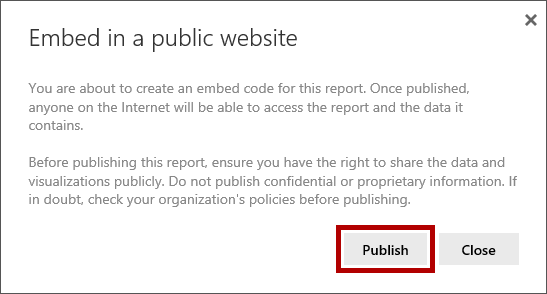 Embed in a public website
You are about to create an embed code for this report. Once published,
anyone on the Internet will be able to access the report and the data it
contains.
Before publishing this report, ensure you have the right to share the data and
visualizations publicly. Do not publish confidential or proprietary information. If
in doubt, check your organization's policies before publishing.
Publish Close